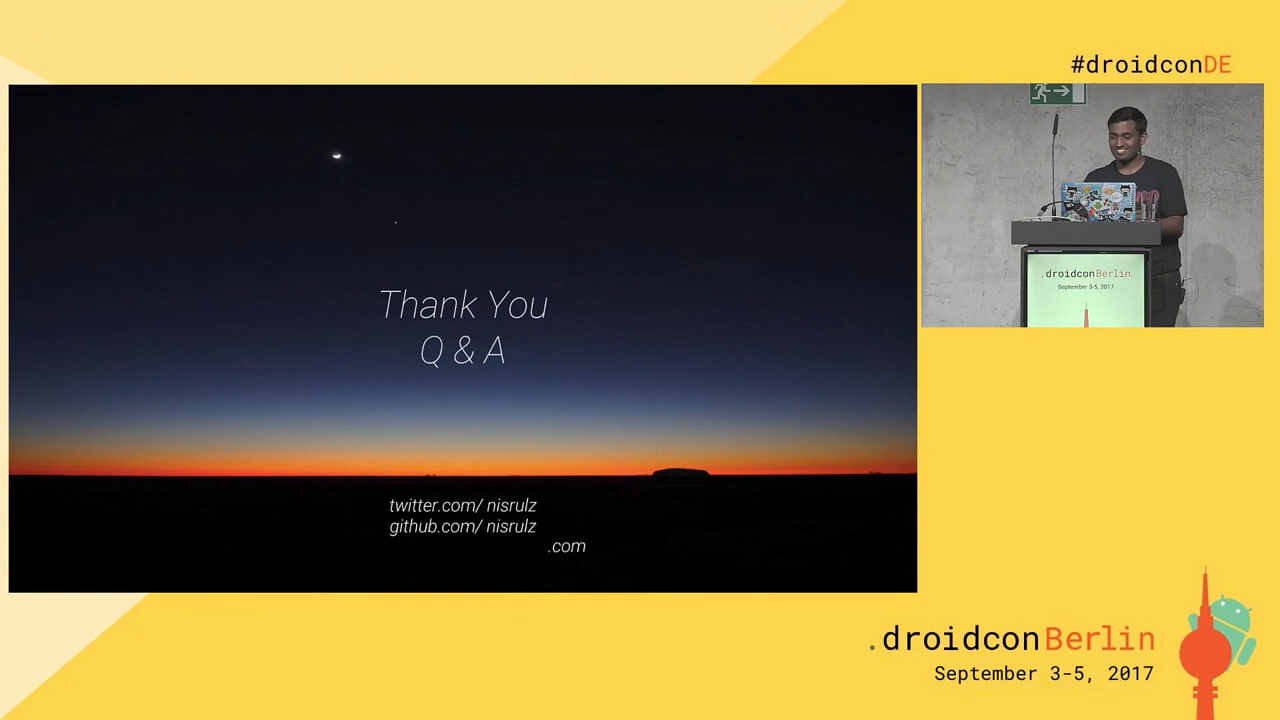 #droidconDE
Thank You
Q & A
twitter.com/ nisrulz
github.com/ nisrulz
.com
.droidconBerlin
September 3-5, 2017
.droidconBerlin
September 3-5, 2017